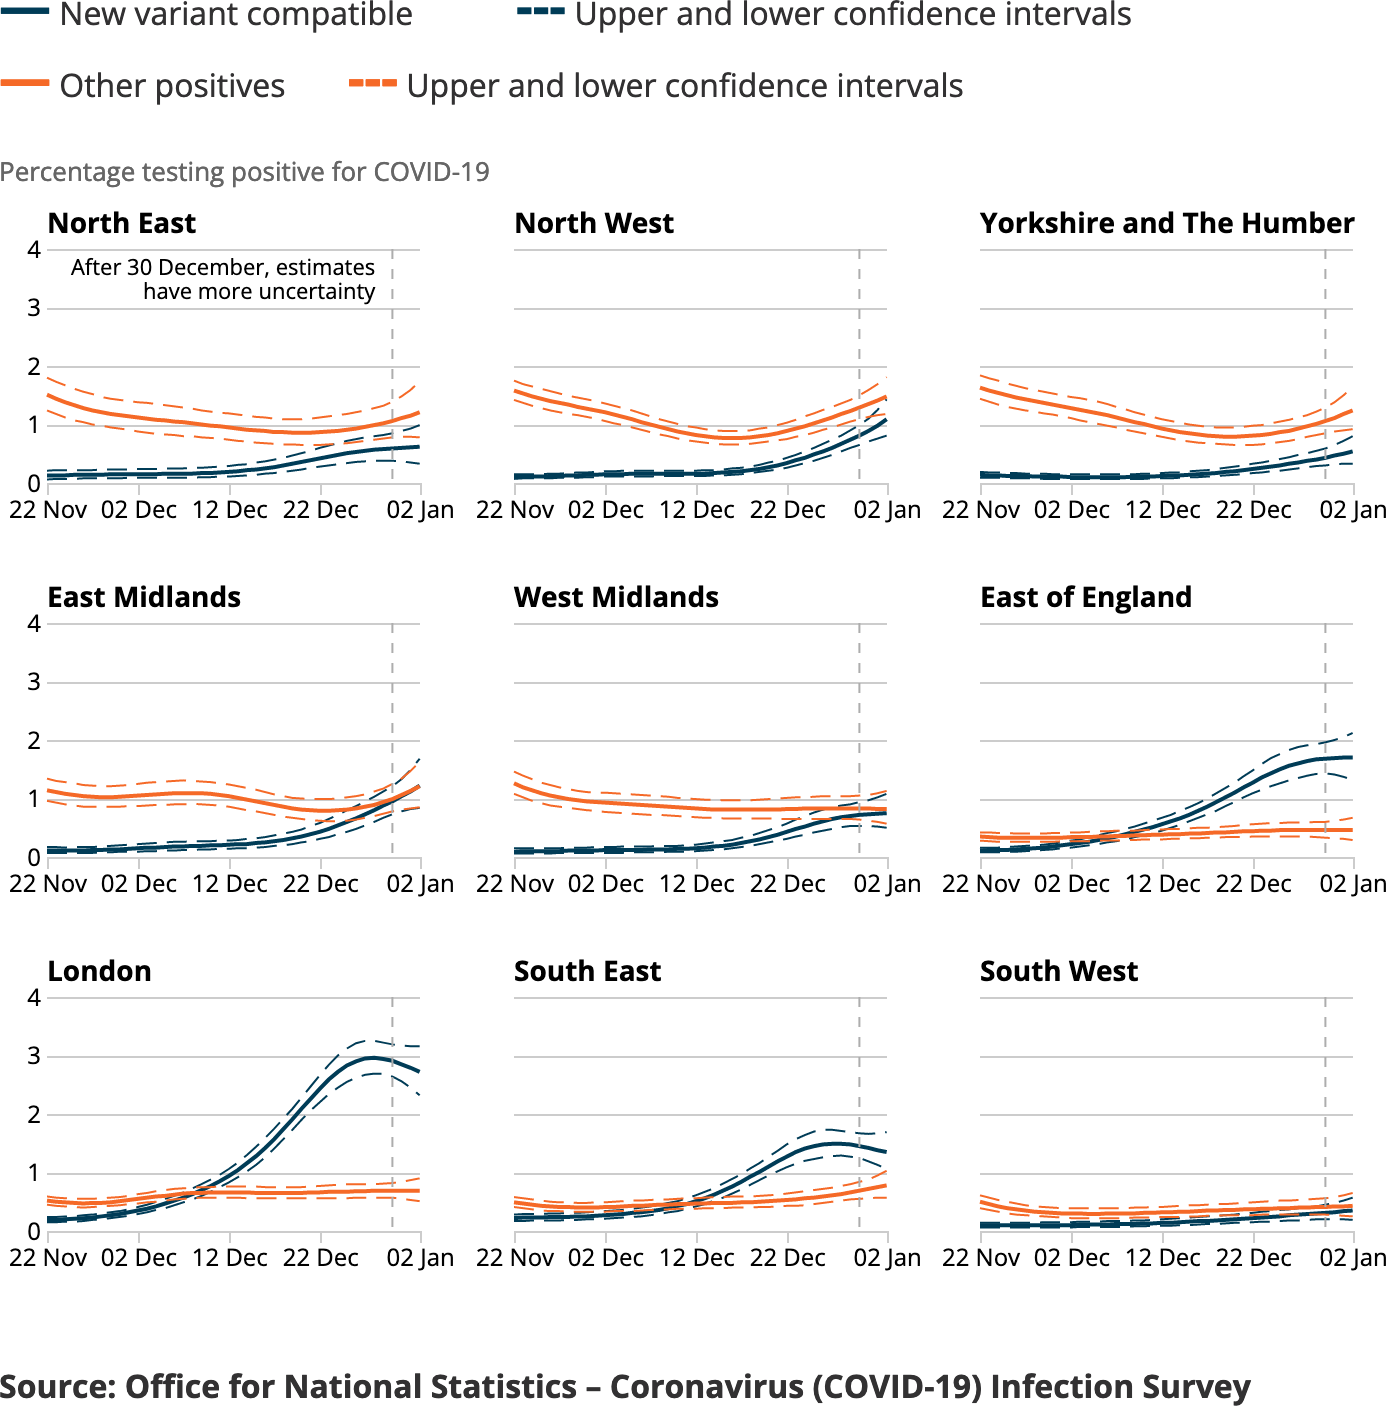 New variant compatible Upper and lower confidence intervals
Other positives Upper and lower confidence intervals
Percentage testing positive for COVID-19
North East North West Yorkshire and The Humber
4
After 30 December, estimates
have more uncertainty
3
2
1
0
22 Nov 02 Dec 12 Dec 22 Dec 02 Jan 22 Nov 02 Dec 12 Dec 22 Dec 02 Jan 22 Nov 02 Dec 12 Dec 22 Dec 02 Jan
East Midlands West Midlands East of England
4
3
2
1
0
22 Nov 02 Dec 12 Dec 22 Dec 02 Jan 22 Nov 02 Dec 12 Dec 22 Dec 02 Jan 22 Nov 02 Dec 12 Dec 22 Dec 02 Jan
London South East South West
4
3
2
1
0
22 Nov 02 Dec 12 Dec 22 Dec 02 Jan 22 Nov 02 Dec 12 Dec 22 Dec 02 Jan 22 Nov 02 Dec 12 Dec 22 Dec 02 Jan
Source: Office for National Statistics – Coronavirus (COVID-19) Infection Survey